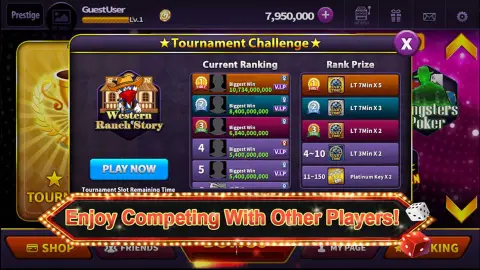 Prestige
GuestUser
Lv.1
7,950,000
★Tournament Challenge★
X
Current Ranking
Rank Prize
Western
Ranch'Story
PLAY NOW
Tournament Slot Remaining Time
Biggest Win
10,734,000,000
V.I.P
Biggest Win
8,400,000,000
V.I.P
Biggest Win
6,840,000,000
4
Biggest Win
5,400,000,000
V.I.P
5
Biggest Win
5,400,000,000
LT 7Min X 5
LT 7Min X 3
LT 7Min X 2
4~10
LT 3Min X 2
11~150
Platinum Key X 2
TOURN
ngsters
Poker
Enjoy Competing With Other Players!
SHOP
FRIENDS
MY PAGE
KING